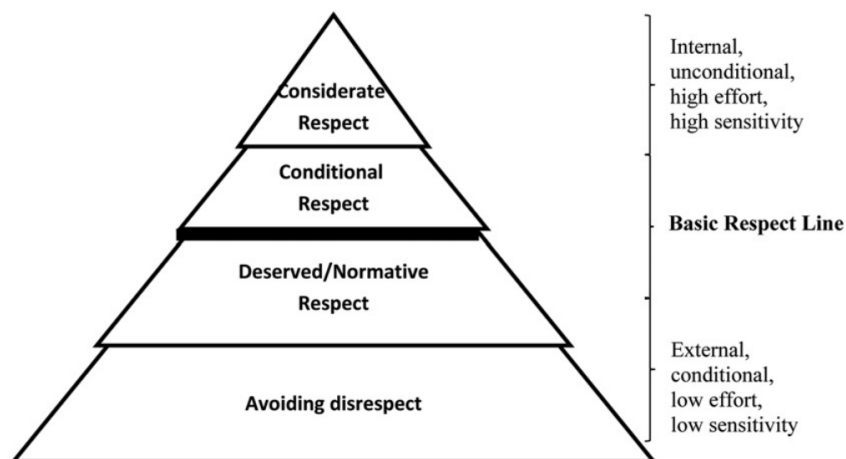 Considerate
Respect
Conditional
Respect
Deserved/Normative
Respect
Avoiding disrespect
Internal,
unconditional,
high effort,
high sensitivity
Basic Respect Line
External,
conditional,
low effort,
low sensitivity